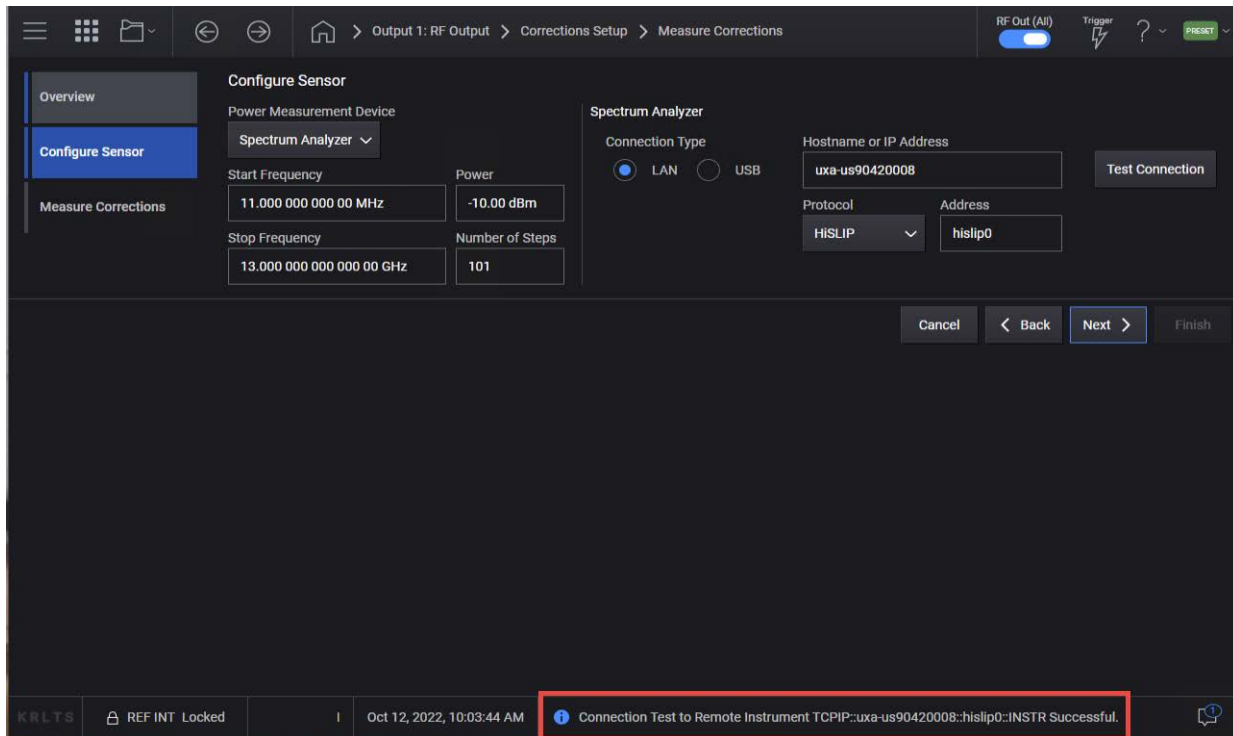 Output 1: RF Output > Corrections Setup > Measure Corrections
RF Out (All)
Trigger
?
PRESET
Overview
Configure Sensor
Measure Corrections
Configure Sensor
Power Measurement Device
Spectrum Analyzer
Start Frequency
Power
11.000 000 000 00 MHz
-10.00 dBm
Stop Frequency
Number of Steps
13.000 000 000 000 00 GHz
101
Spectrum Analyzer
Connection Type
LAN
USB
Hostname or IP Address
uxa-us90420008
Test Connection
Protocol
Address
HiSLIP
hislip0
Cancel
< Back
Next >
Finish
KRLTS
REF INT Locked
I
Oct 12, 2022, 10:03:44 AM
Connection Test to Remote Instrument TCPIP::uxa-us90420008::hislip0::INSTR Successful.
1